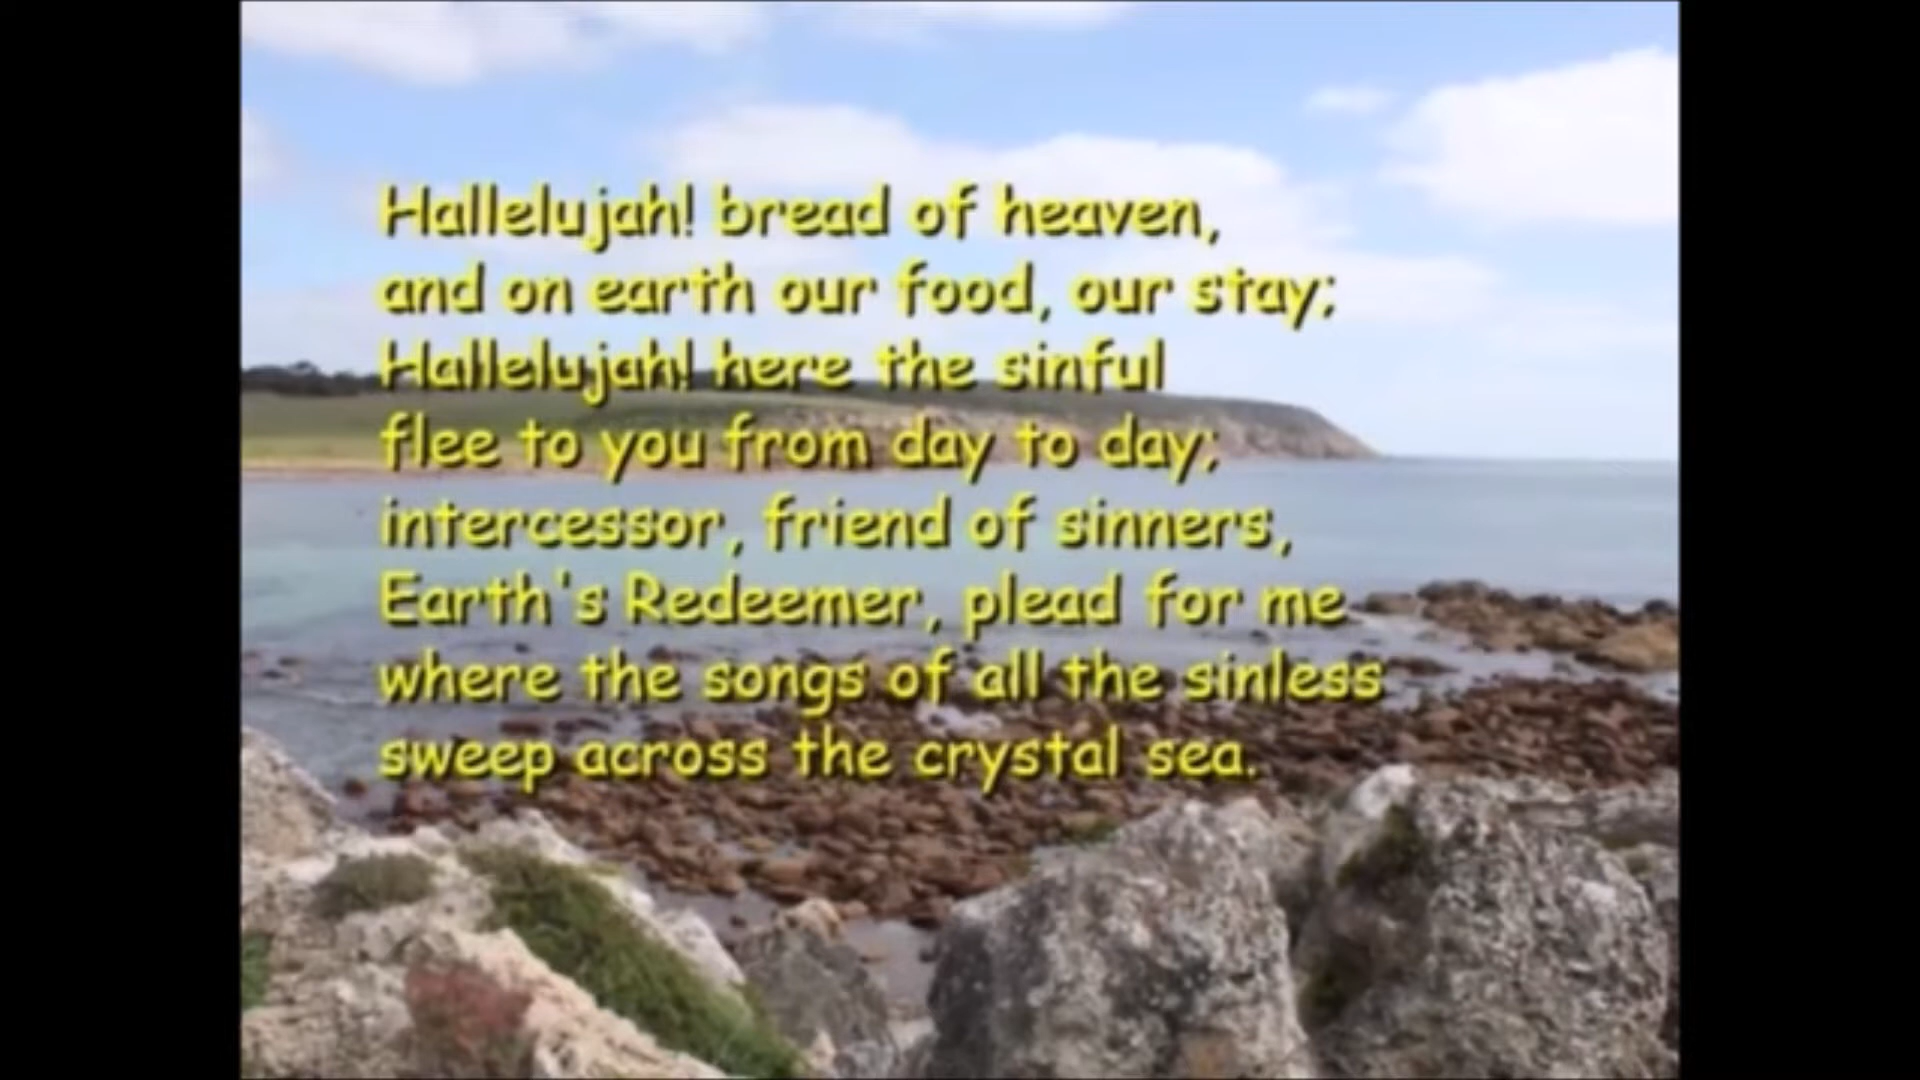 Hallelujah! bread of heaven,
and on earth our food, our stay;
Hallelujah! here the sinful
flee to you from day to day;
intercessor, friend of sinners,
Earth's Redeemer, plead for me
where the songs of all the sinless
sweep across the crystal sea.